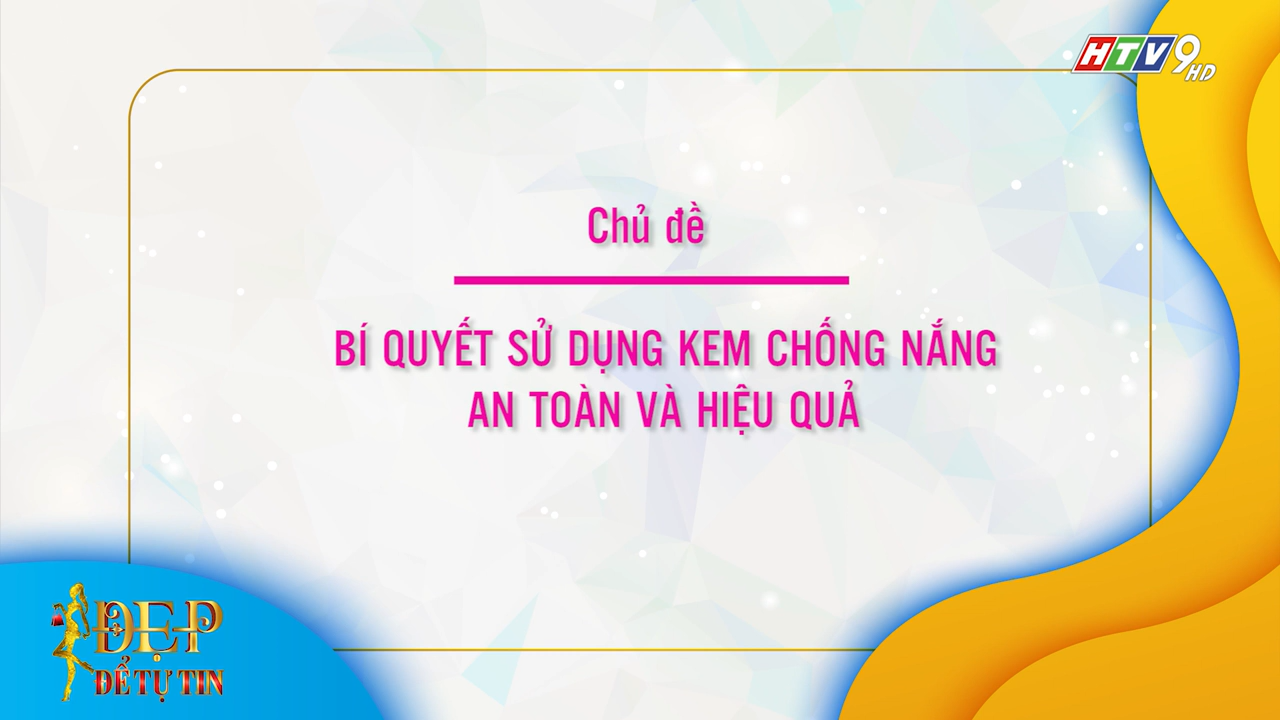 HTV9
HD
Chủ đề
BÍ QUYẾT SỬ DỤNG KEM CHỐNG NẮNG
AN TOÀN VÀ HIỆU QUẢ
ĐẸP
ĐỂ TỰ TIN